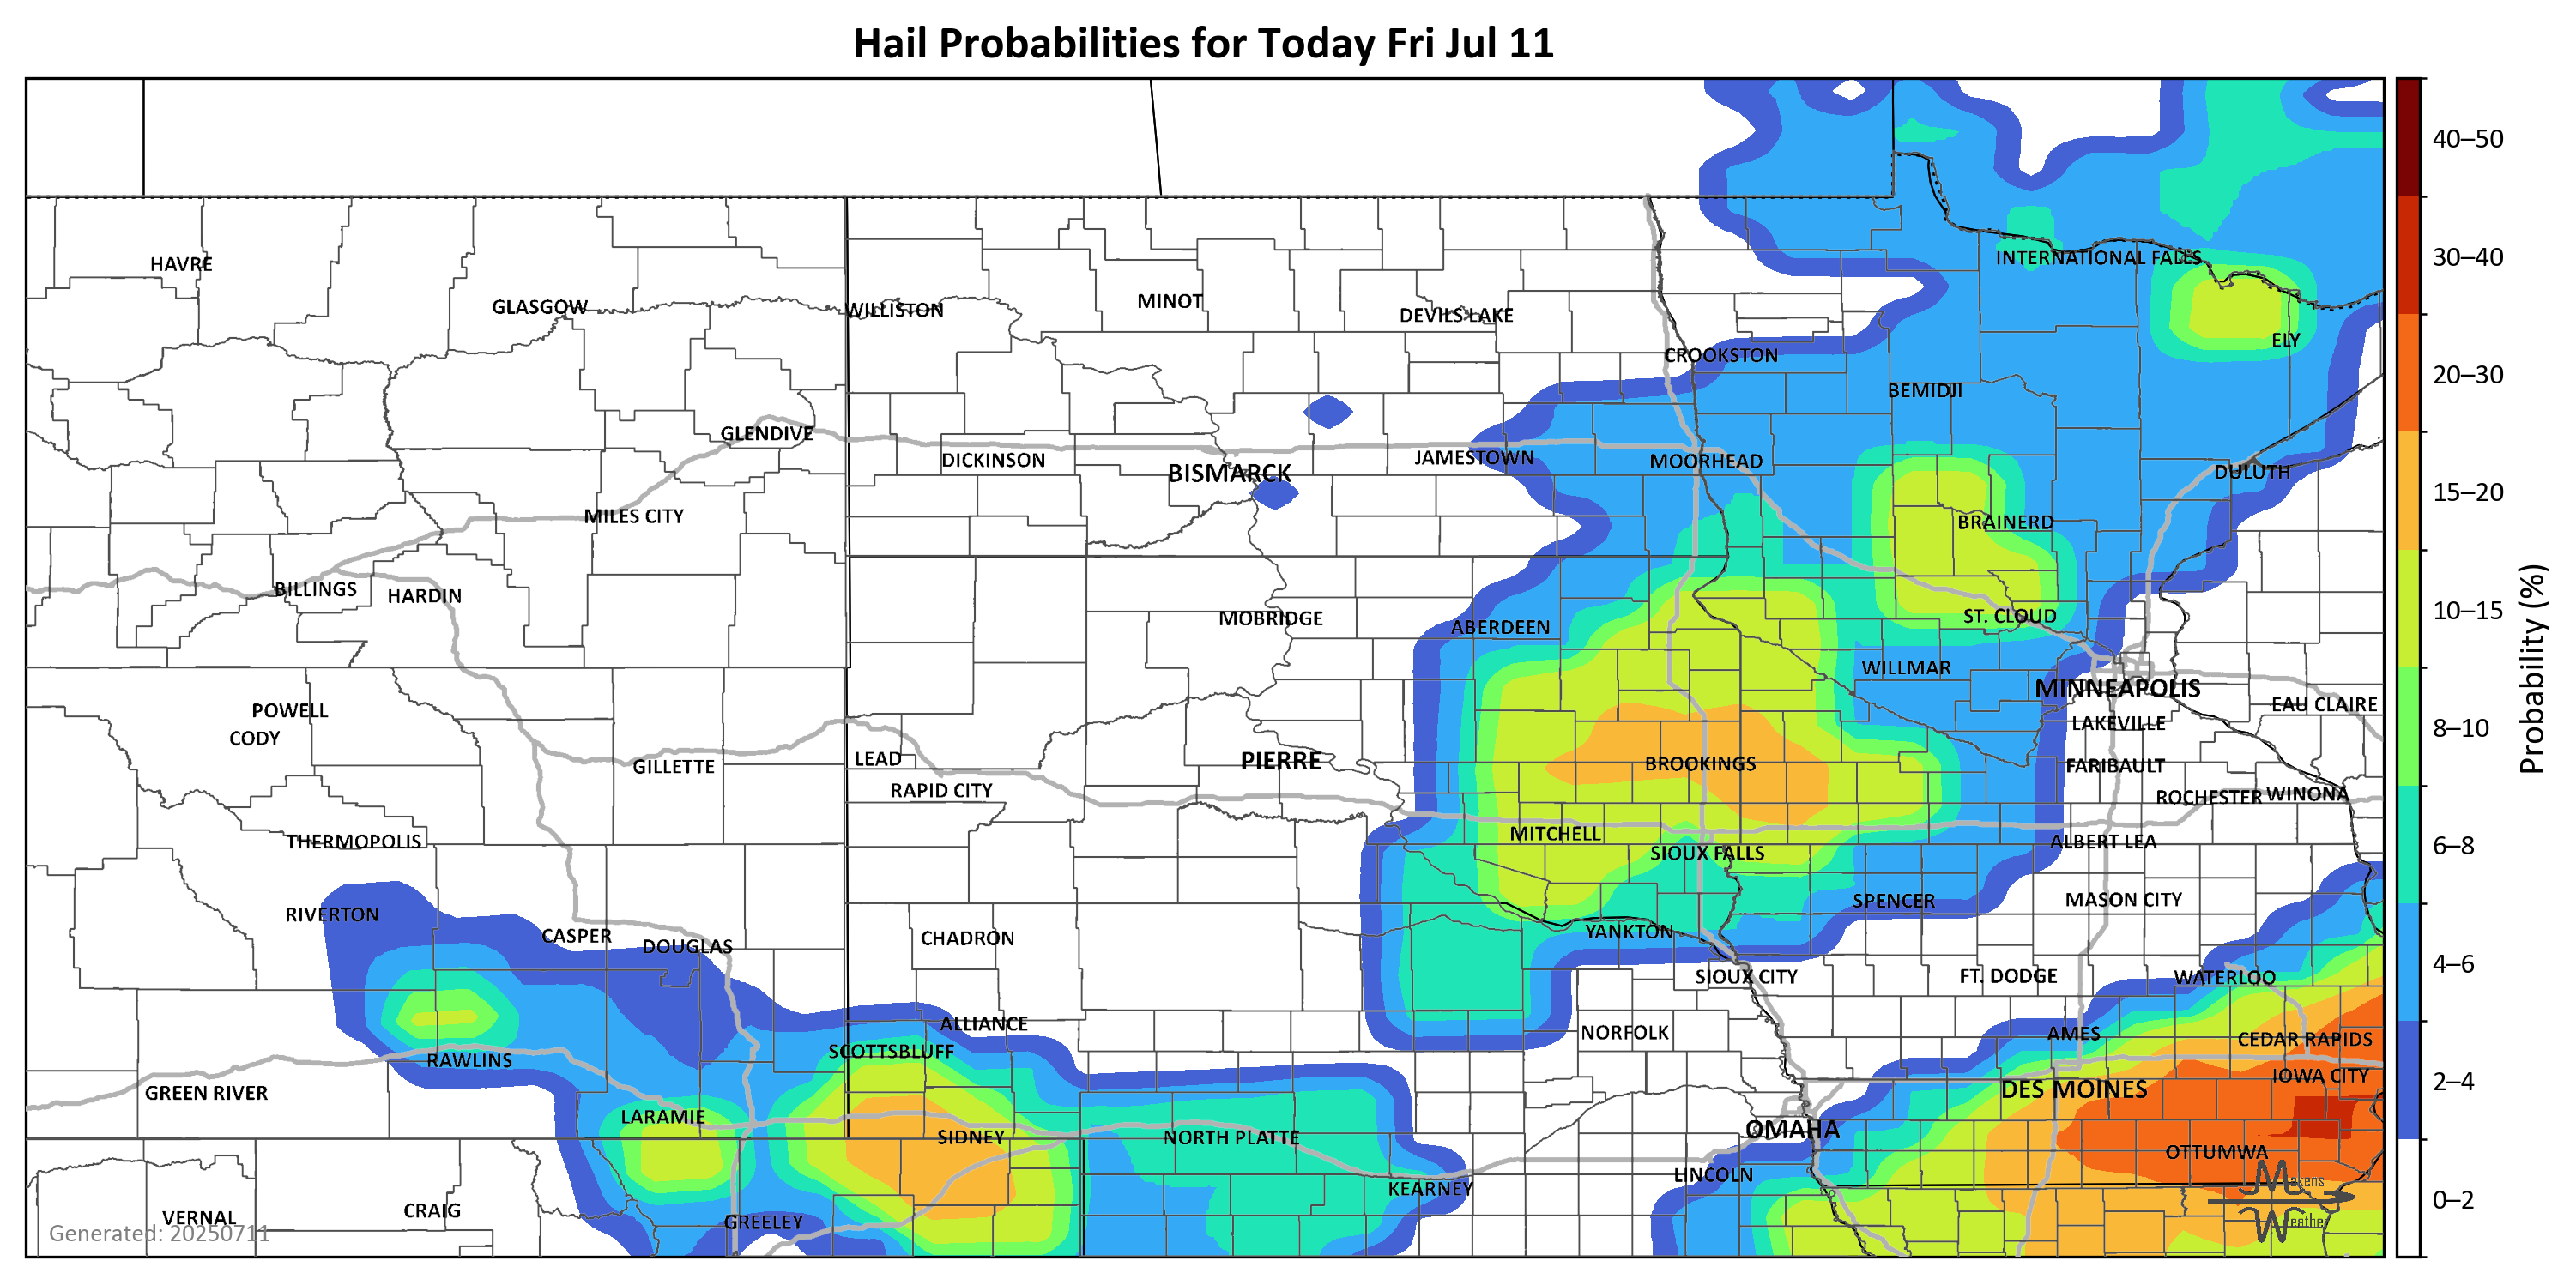 Hail Probabilities for Today Fri Jul 11
HAVRE
GLASGOW
WILLISTON
MINOT
DEVILS LAKE
INTERNATIONAL FALLS
ELY
CROOKSTON
BEMIDJI
GLENDIVE
DICKINSON
BISMARCK
JAMESTOWN
MOORHEAD
DULUTH
MILES CITY
BRAINERD
BILLINGS
HARDIN
MOBRIDGE
ABERDEEN
ST. CLOUD
WILLMAR
MINNEAPOLIS
EAU CLAIRE
POWELL
CODY
LAKEVILLE
GILLETTE
LEAD
PIERRE
BROOKINGS
FARIBAULT
RAPID CITY
ROCHESTER
WINONA
THERMOPOLIS
MITCHELL
SIOUX FALLS
ALBERT LEA
RIVERTON
SPENCER
MASON CITY
CASPER
DOUGLAS
CHADRON
YANKTON
SIOUX CITY
FT. DODGE
WATERLOO
ALLIANCE
NORFOLK
AMES
CEDAR RAPIDS
SCOTTSBLUFF
RAWLINS
IOWA CITY
GREEN RIVER
DES MOINES
LARAMIE
SIDNEY
NORTH PLATTE
OMAHA
OTTUMWA
LINCOLN
KEARNEY
VERNAL
CRAIG
GREELEY
Generated: 20250711
Makens
Weather
40–50
30–40
20–30
15–20
10–15
8–10
6–8
4–6
2–4
0–2
Probability (%)